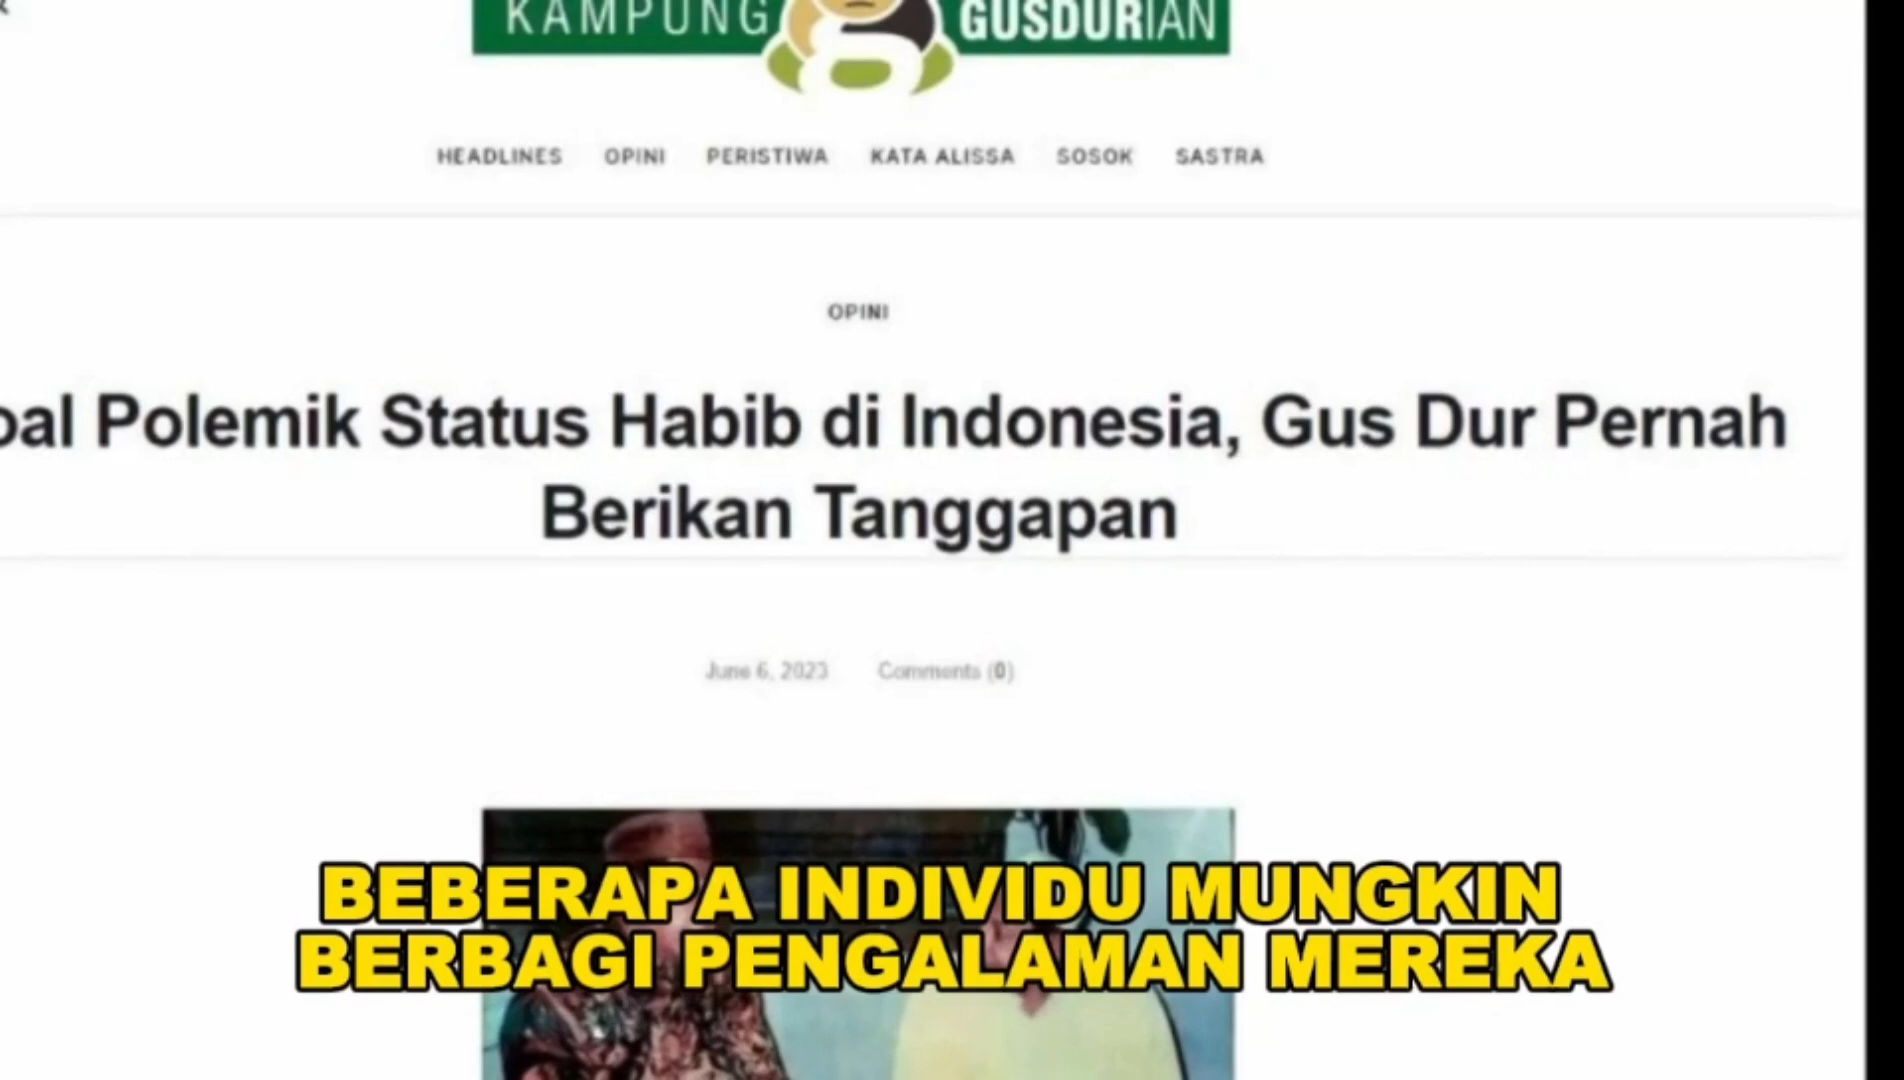 KAMPUNG GUSDURIAN
HEADLINES OPINI PERISTIWA KATA ALISSA SOSOK SASTRA
OPINI
oal Polemik Status Habib di Indonesia, Gus Dur Pernah
Berikan Tanggapan
June 6, 2023 Comments (0)
BEBERAPA INDIVIDU MUNGKIN
BERBAGI PENGALAMAN MEREKA